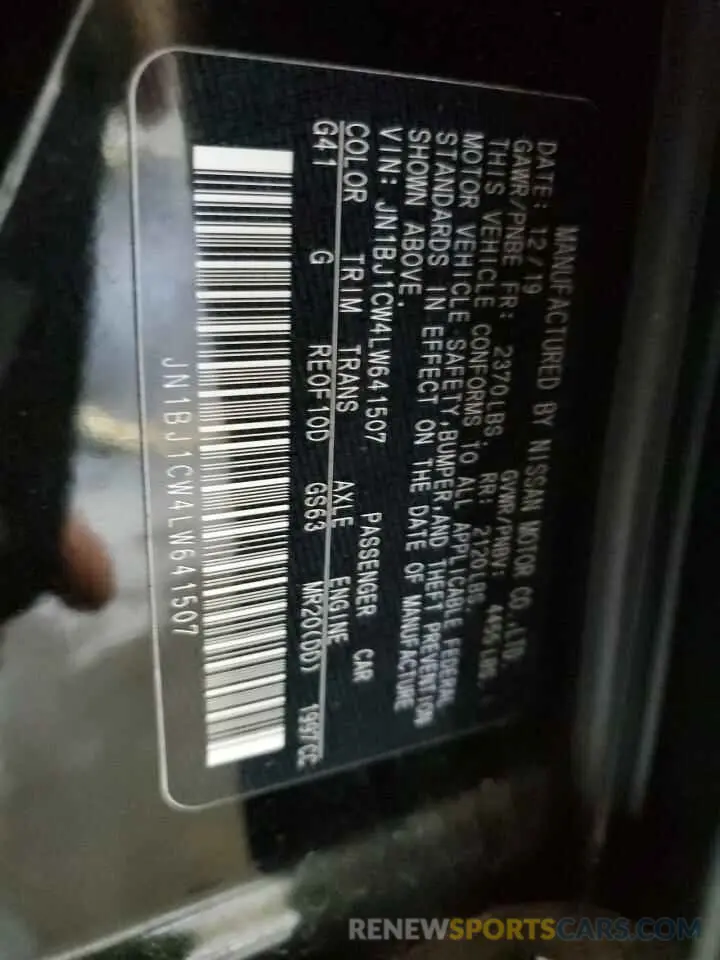 MANUFACTURED BY NISSAN MOTOR CO.,LTD.
DATE: 12/19 GVWR/PNBV: 4455 LBS.
GAWR/PNBE FR: 2370LBS. RR: 2120LBS.
THIS VEHICLE CONFORMS TO ALL APPLICABLE FEDERAL
MOTOR VEHICLE SAFETY,BUMPER,AND THEFT PREVENTION
STANDARDS IN EFFECT ON THE DATE OF MANUFACTURE
SHOWN ABOVE.
VIN: JN1BJ1CW4LW641507 PASSENGER CAR
COLOR TRIM TRANS AXLE ENGINE
G41 G RE0F10D GS63 MR20(DD) 1997CC
JN1BJ1CW4LW641507
RENEWSPORTSCARS.COM